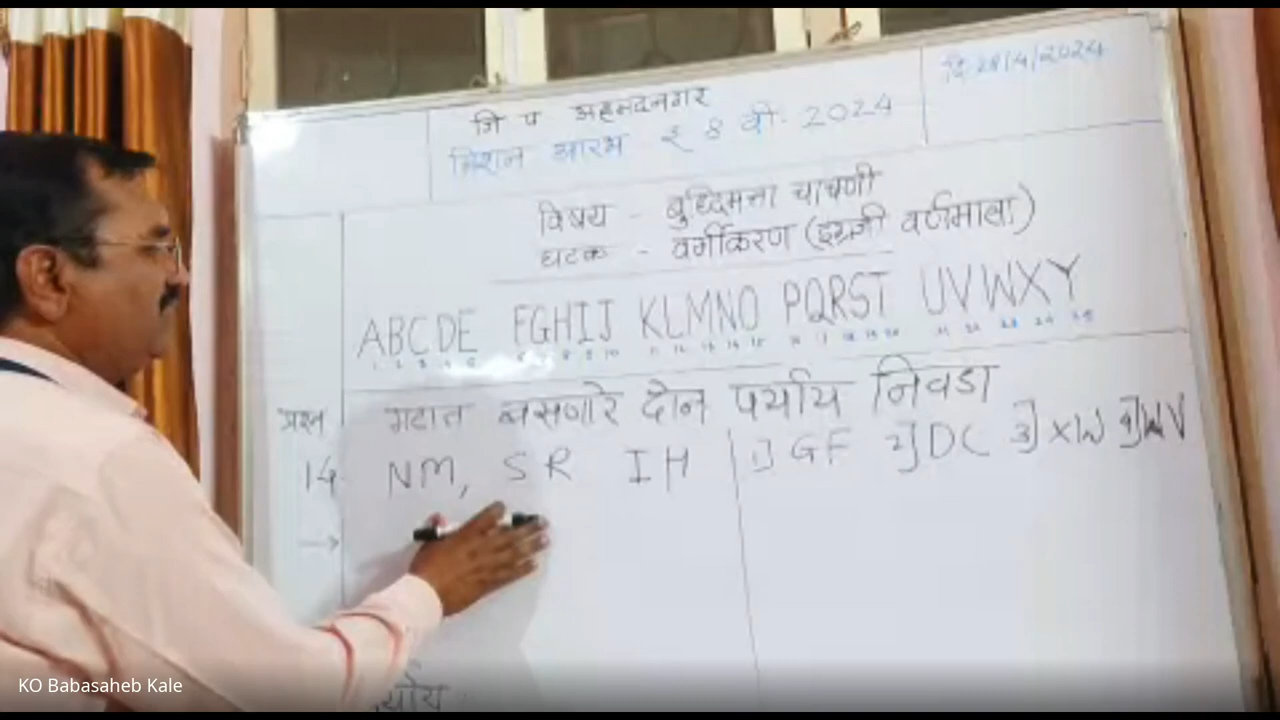 जि प अहमदनगर
मिशन आरंभ इ 8 वी. 2024
दि. 28/4/2024
विषय - बुध्दिमत्ता चाचणी
घटक - वर्गीकरण (इंग्रजी वर्णमाला)
ABCDE FGHIJ KLMNO PQRST UVWXY
प्रश्न गटात बसणारे दोन पर्याय निवडा
14 NM, SR IH 1] GF 2] DC 3] XW 4] WV
→
KO Babasaheb Kale